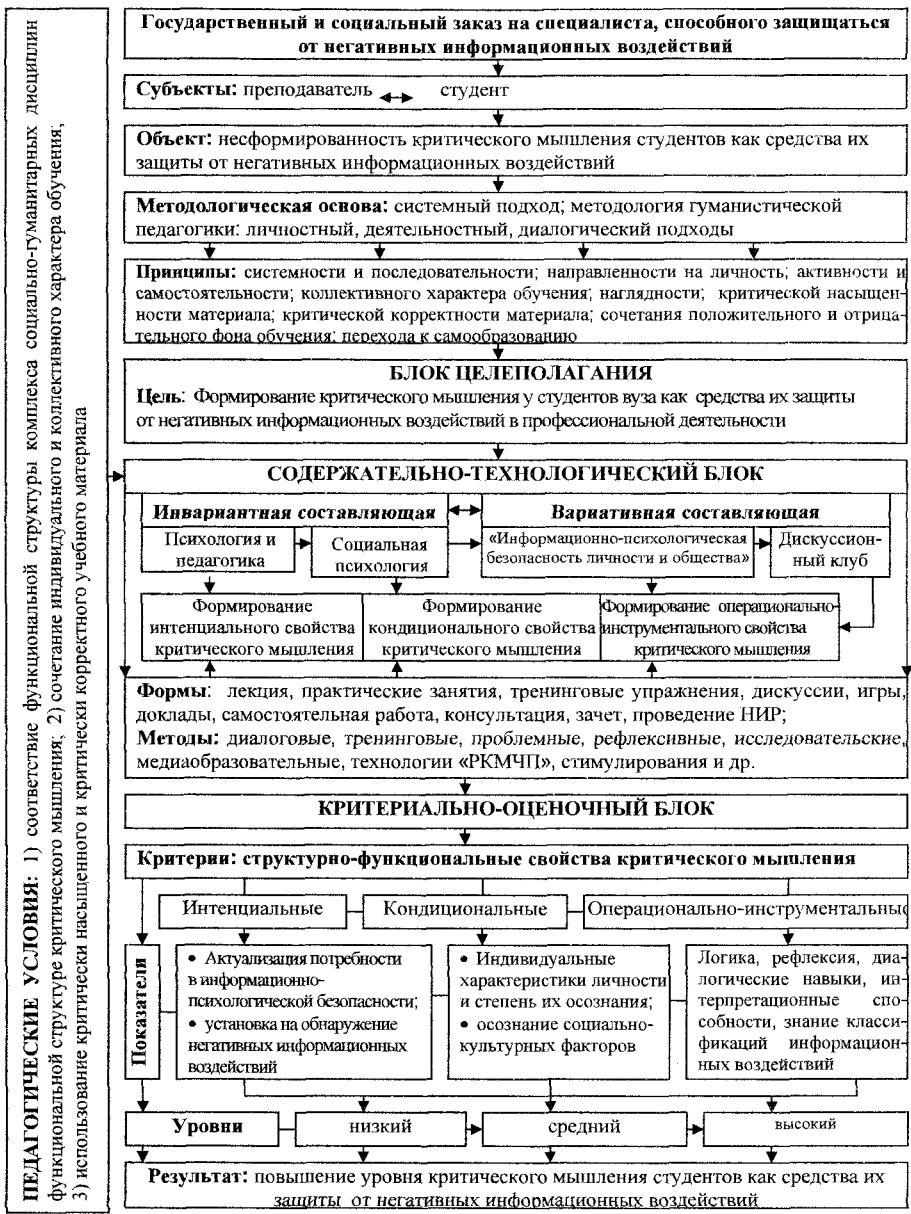 ПЕДАГОГИЧЕСКИЕ УСЛОВИЯ: 1) соответствие функциональной структуры комплекса социально-гуманитарных дисциплин
функциональной структуре критического мышления; 2) сочетание индивидуального и коллективного характера обучения;
3) использование критически насыщенного и критически корректного учебного материала
Государственный и социальный заказ на специалиста, способного защищаться
от негативных информационных воздействий
Субъекты: преподаватель студент
Объект: несформированность критического мышления студентов как средства их
защиты от негативных информационных воздействий
Методологическая основа: системный подход; методология гуманистической
педагогики: личностный, деятельностный, диалогический подходы
Принципы: системности и последовательности; направленности на личность; активности и
самостоятельности; коллективного характера обучения; наглядности; критической насыщен-
ности материала; критической корректности материала; сочетания положительного и отрица-
тельного фона обучения; перехода к самообразованию
БЛОК ЦЕЛЕПОЛАГАНИЯ
Цель: Формирование критического мышления у студентов вуза как средства их защиты
от негативных информационных воздействий в профессиональной деятельности
СОДЕРЖАТЕЛЬНО-ТЕХНОЛОГИЧЕСКИЙ БЛОК
Инвариантная составляющая
Вариативная составляющая
Психология и
педагогика
Социальная
психология
«Информационно-психологическая
безопасность личности и общества»
Дискуссион-
ный клуб
Формирование
интенциального свойства
критического мышления
Формирование
кондиционального свойства
критического мышления
Формирование операционально-
инструментального свойства
критического мышления
Формы: лекция, практические занятия, тренинговые упражнения, дискуссии, игры,
доклады, самостоятельная работа, консультация, зачет, проведение НИР;
Методы: диалоговые, тренинговые, проблемные, рефлексивные, исследовательские,
медиаобразовательные, технологии «РКМЧП», стимулирования и др.
КРИТЕРИАЛЬНО-ОЦЕНОЧНЫЙ БЛОК
Критерии: структурно-функциональные свойства критического мышления
Интенциальные
Кондициональные
Операционально-инструментальные
Показатели
• Актуализация потребности
в информационно-
психологической безопасности;
• установка на обнаружение
негативных информационных
воздействий
• Индивидуальные
характеристики личности
и степень их осознания;
• осознание социально-
культурных факторов
Логика, рефлексия, диа-
логические навыки, ин-
терпретационные спо-
собности, знание класси-
фикаций информацион-
ных воздействий
Уровни
низкий
средний
высокий
Результат: повышение уровня критического мышления студентов как средства их
защиты от негативных информационных воздействий